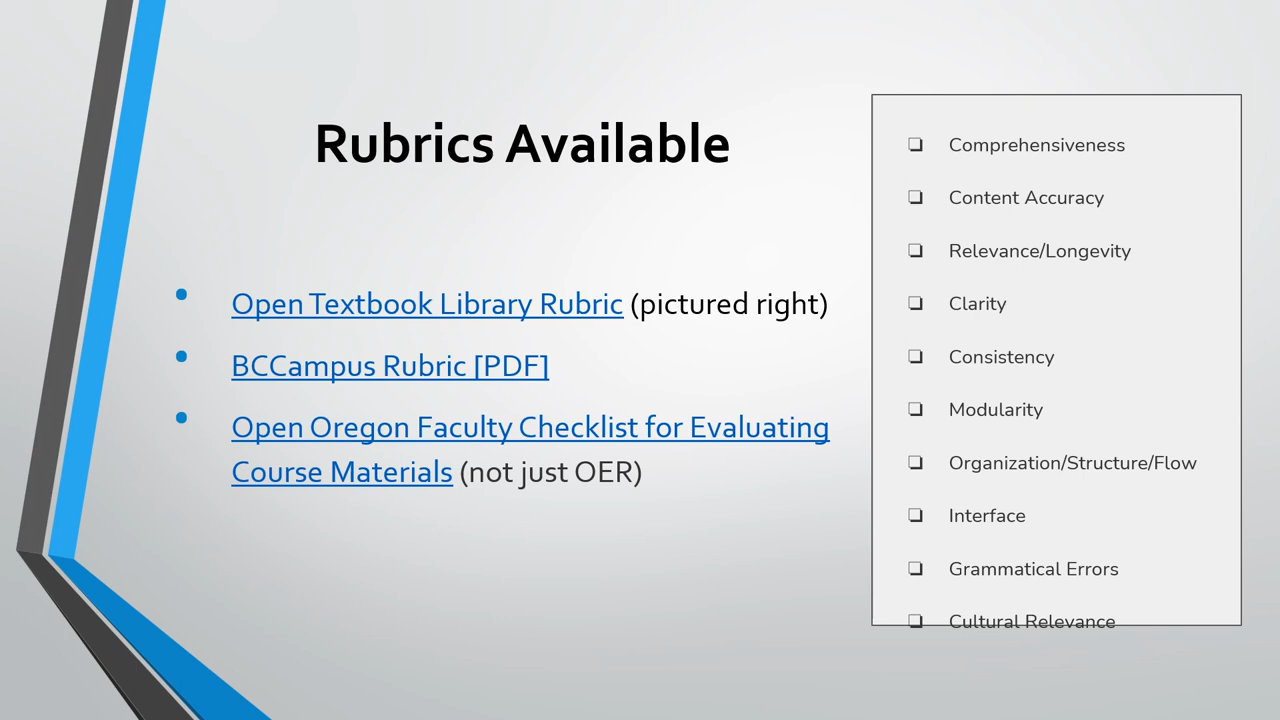 Rubrics Available
Open Textbook Library Rubric (pictured right)
BCCampus Rubric [PDF]
Open Oregon Faculty Checklist for Evaluating
Course Materials (not just OER)
Comprehensiveness
Content Accuracy
Relevance/Longevity
Clarity
Consistency
Modularity
Organization/Structure/Flow
Interface
Grammatical Errors
Cultural Relevance